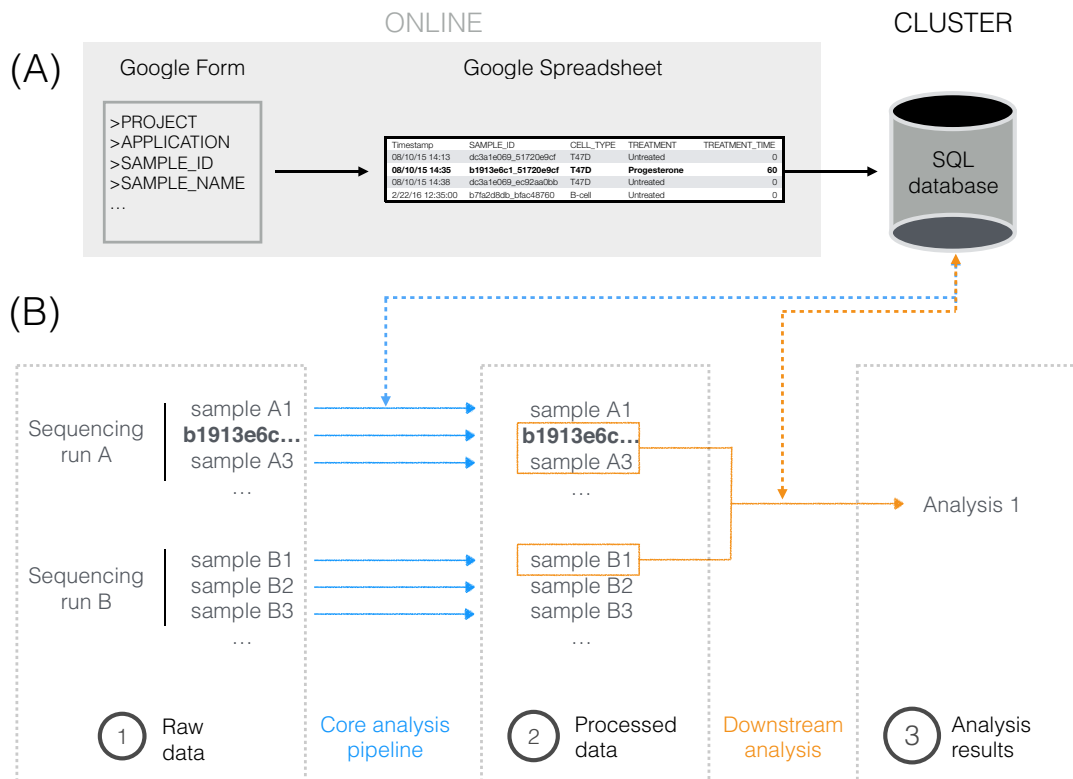 ONLINE
CLUSTER
(A)
Google Form
Google Spreadsheet
>PROJECT
>APPLICATION
>SAMPLE_ID
>SAMPLE_NAME
...
Timestamp SAMPLE_ID CELL_TYPE TREATMENT TREATMENT_TIME
08/10/15 14:13 dc3a1e069_51720e9cf T47D Untreated 0
08/10/15 14:35 b1913e6c1_51720e9cf T47D Progesterone 60
08/10/15 14:38 dc3a1e069_ec92aa0bb T47D Untreated 0
2/22/16 12:35:00 b7fa2d8db_bfac48760 B-cell Untreated 0
SQL
database
(B)
Sequencing
run A
sample A1
b1913e6c...
sample A3
...
sample A1
b1913e6c...
sample A3
...
Analysis 1
Sequencing
run B
sample B1
sample B2
sample B3
...
sample B1
sample B2
sample B3
...
1 Raw
data
Core analysis
pipeline
2 Processed
data
Downstream
analysis
3 Analysis
results